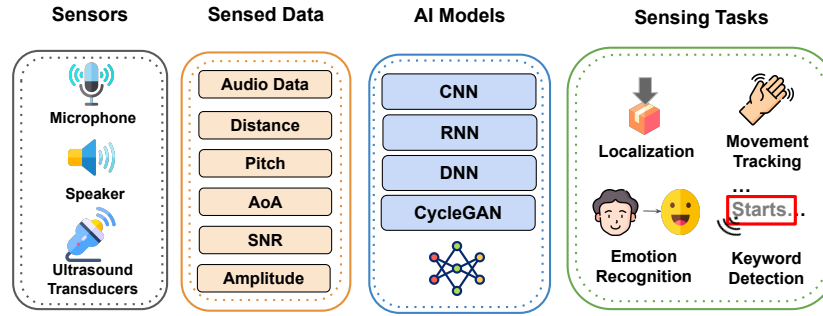 Sensors
Sensed Data
AI Models
Sensing Tasks
Microphone
Speaker
Ultrasound
Transducers
Audio Data
Distance
Pitch
AoA
SNR
Amplitude
CNN
RNN
DNN
CycleGAN
Localization
Movement
Tracking
Emotion
Recognition
...
Starts...
Keyword
Detection